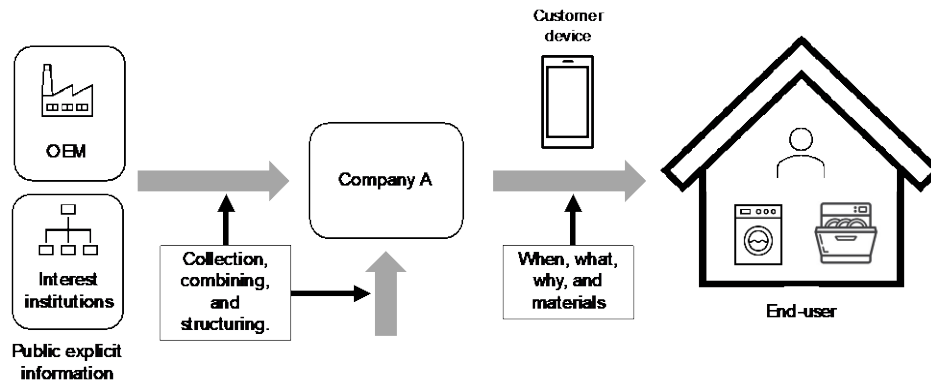 OEM
Interest
institutions
Public explicit
information
Collection,
combining,
and
structuring.
Company A
Customer
device
When, what,
why, and
materials
End-user